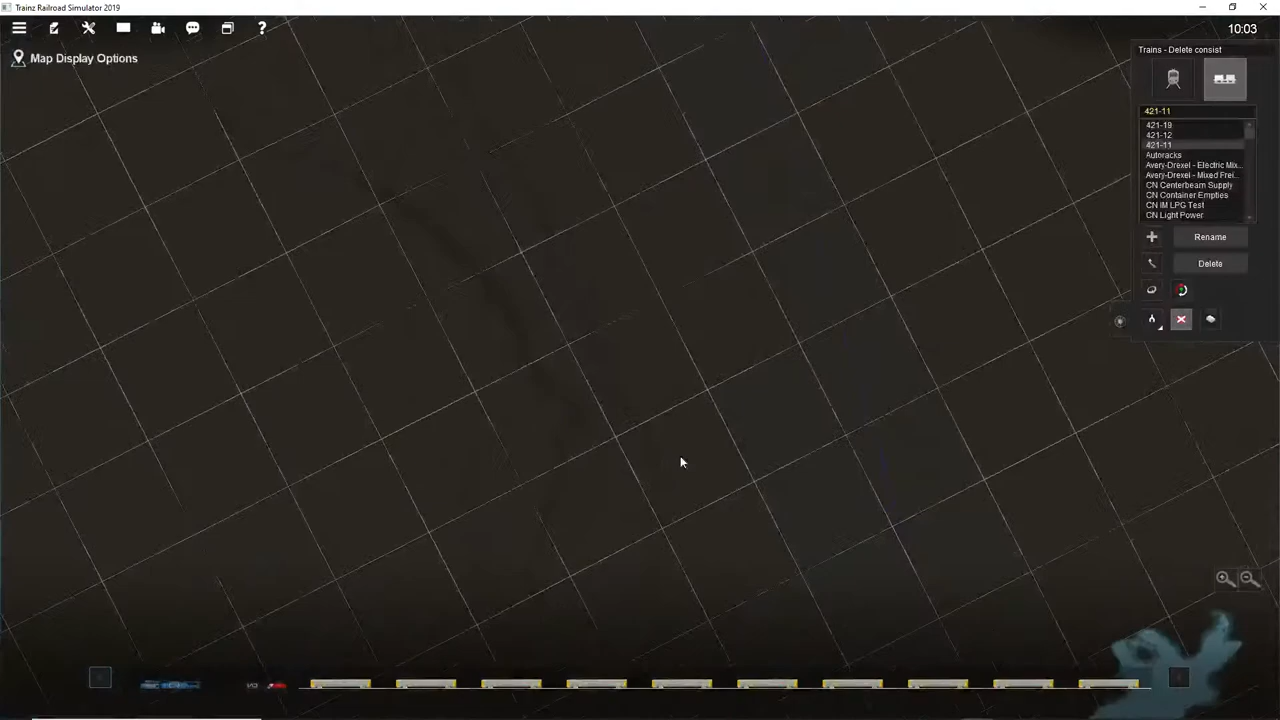 Trainz Railroad Simulator 2019
10:03
Map Display Options
Trains - Delete consist
421-11
421-19
421-12
421-11
Autoracks
Avery-Drexel - Electric Mix...
Avery-Drexel - Mixed Frei...
CN Centerbeam Supply
CN Container Empties
CN IM LPG Test
CN Light Power
Rename
Delete